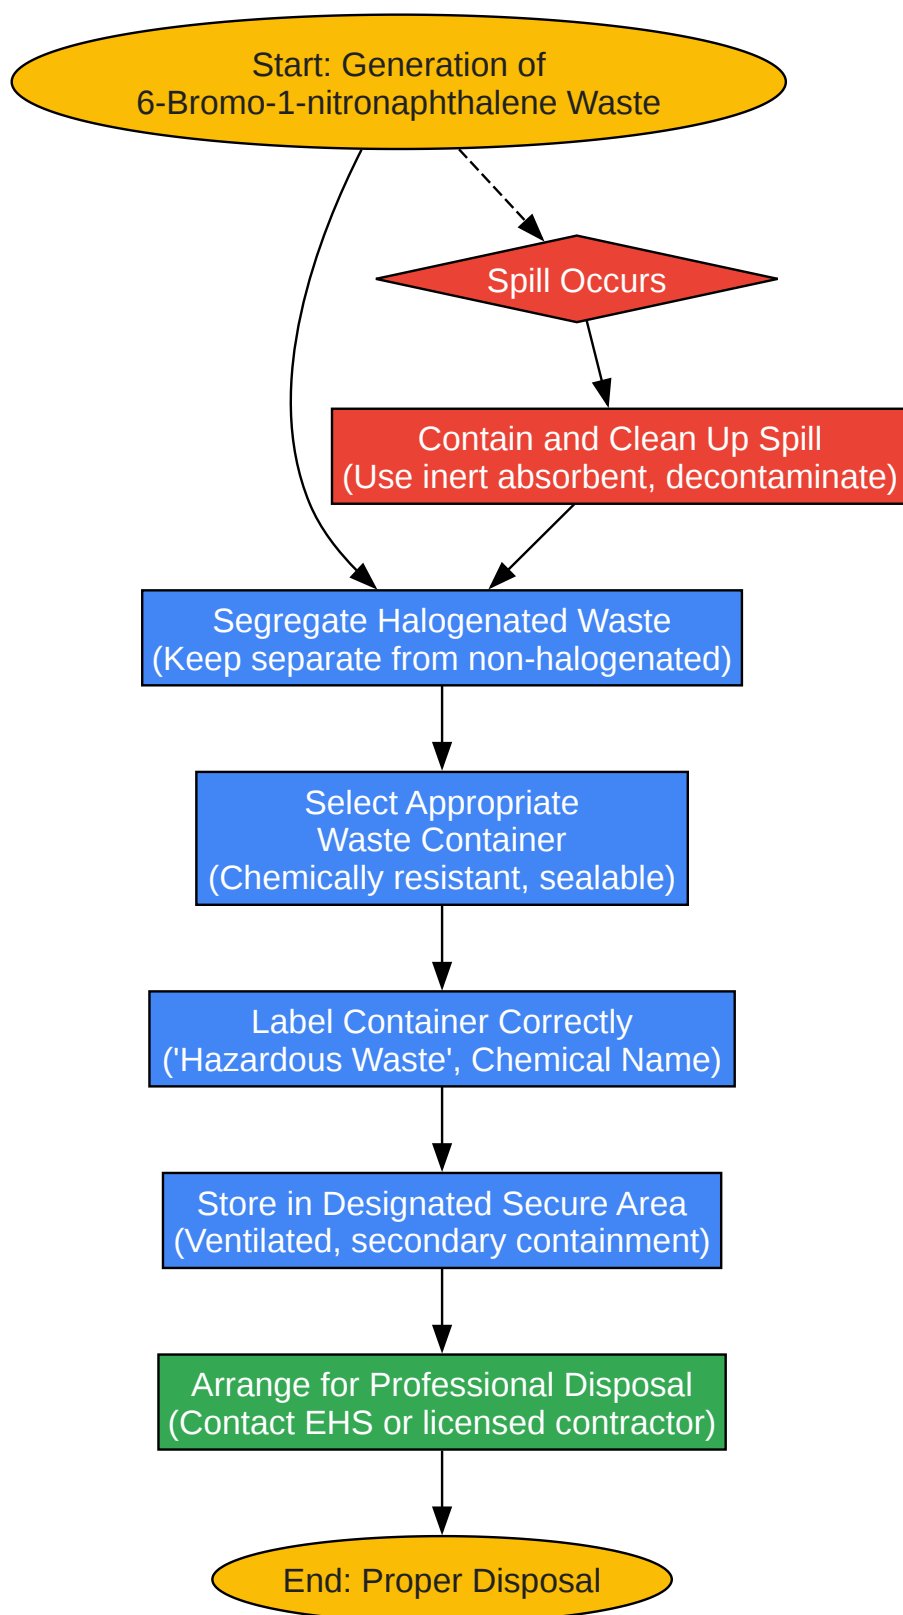 Start: Generation of
6-Bromo-1-nitronaphthalene Waste
Spill Occurs
Contain and Clean Up Spill
(Use inert absorbent, decontaminate)
Segregate Halogenated Waste
(Keep separate from non-halogenated)
Select Appropriate
Waste Container
(Chemically resistant, sealable)
Label Container Correctly
('Hazardous Waste', Chemical Name)
Store in Designated Secure Area
(Ventilated, secondary containment)
Arrange for Professional Disposal
(Contact EHS or licensed contractor)
End: Proper Disposal